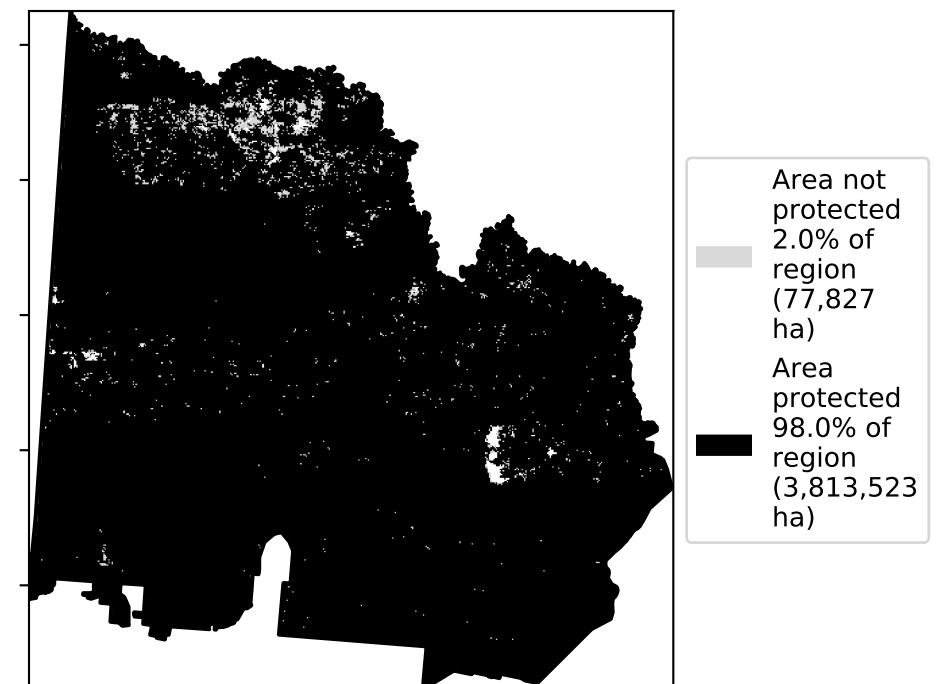 Area not
protected
2.0% of
region
(77,827
ha)
Area
protected
98.0% of
region
(3,813,523
ha)